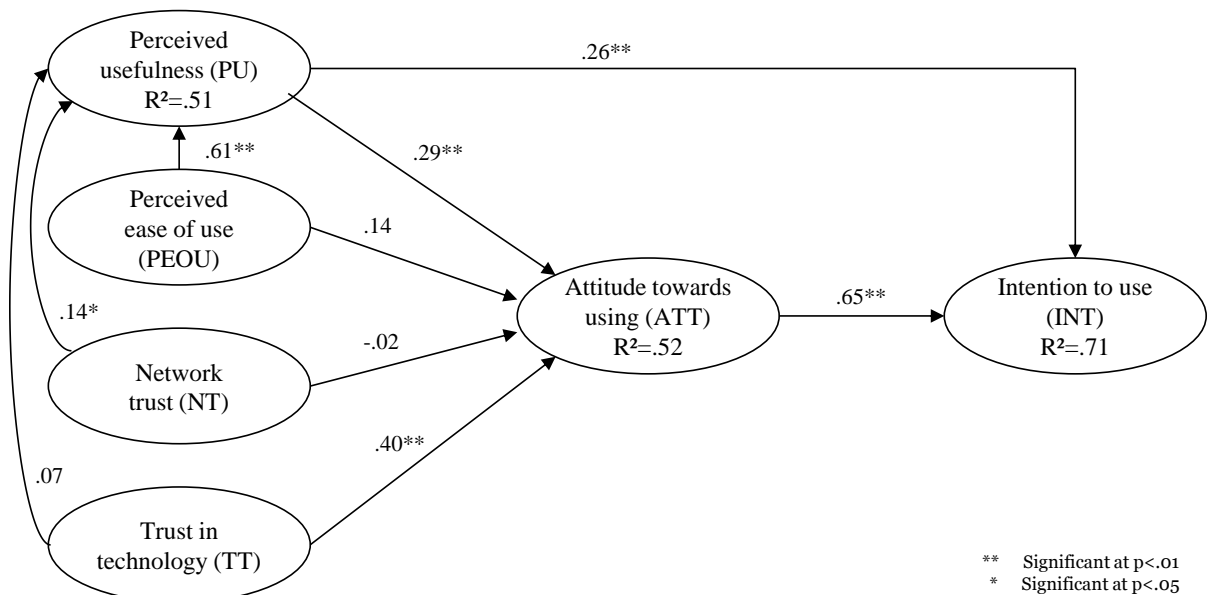 Perceived
usefulness (PU)
R²=.51
.26**
.61**
.29**
Perceived
ease of use
(PEOU)
.14
Attitude towards
using (ATT)
R²=.52
.65**
Intention to use
(INT)
R²=.71
.14*
-.02
Network
trust (NT)
.40**
.07
Trust in
technology (TT)
** Significant at p<.01
* Significant at p<.05